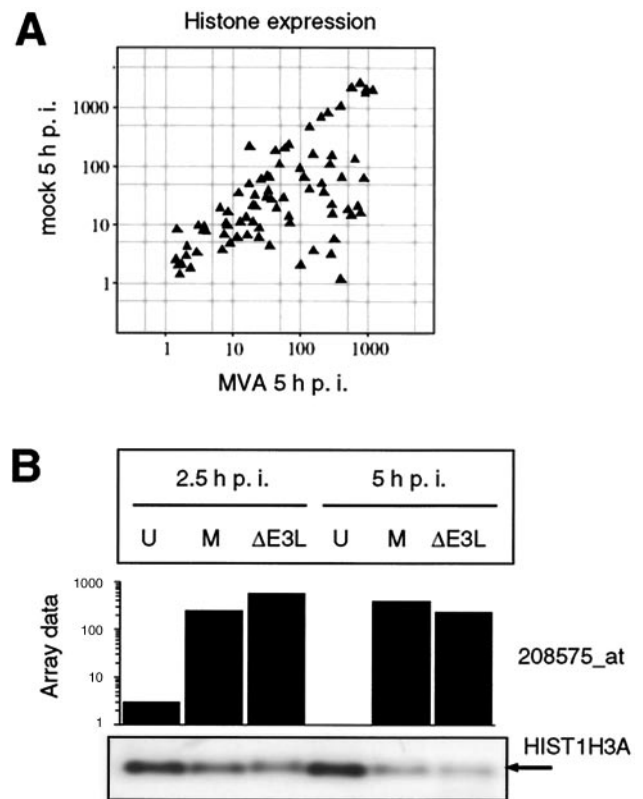 A
Histone expression
mock 5 h p. i.
1000
100
10
1
1 10 100 1000
MVA 5 h p. i.
B
2.5 h p. i. 5 h p. i.
U M ΔE3L U M ΔE3L
Array data
1000
100
10
1
208575_at
HIST1H3A